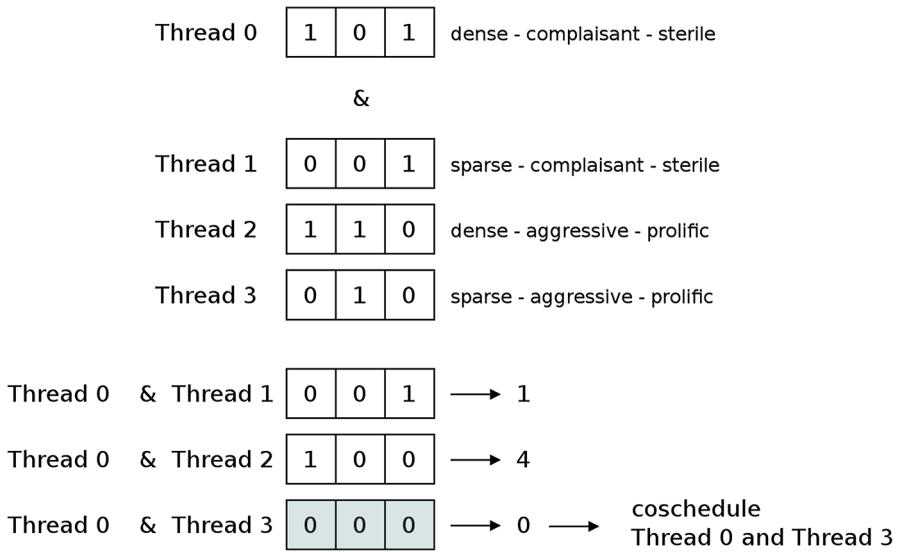 Thread 0 1 0 1 dense - complaisant - sterile
&
Thread 1 0 0 1 sparse - complaisant - sterile
Thread 2 1 1 0 dense - aggressive - prolific
Thread 3 0 1 0 sparse - aggressive - prolific
Thread 0 & Thread 1 0 0 1 1
Thread 0 & Thread 2 1 0 0 4
Thread 0 & Thread 3 0 0 0 0 coschedule
Thread 0 and Thread 3